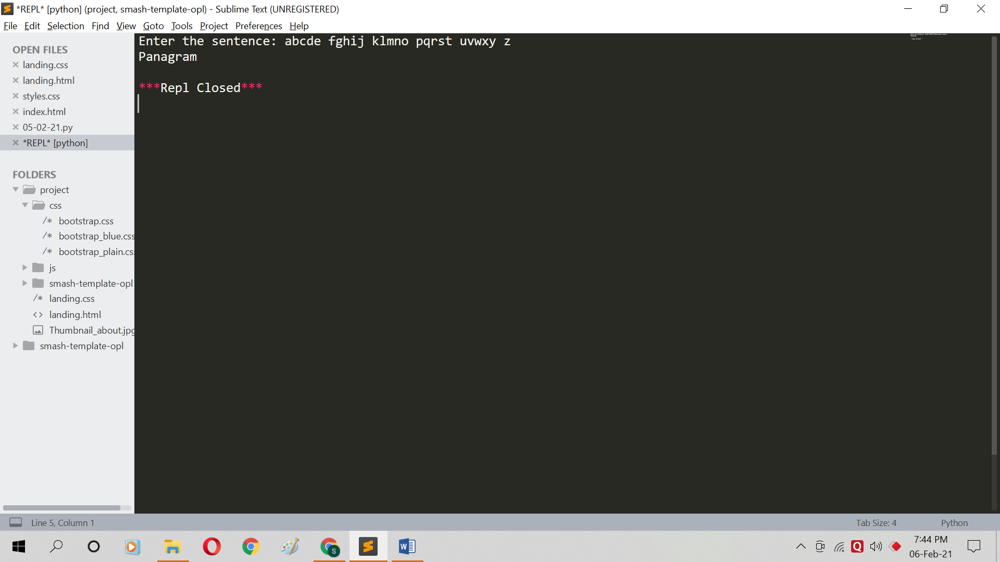 *REPL* [python] (project, smash-template-opl) - Sublime Text (UNREGISTERED)
File Edit Selection Find View Goto Tools Project Preferences Help
OPEN FILES
landing.css
landing.html
styles.css
index.html
05-02-21.py
*REPL* [python]
FOLDERS
project
css
/* bootstrap.css
/* bootstrap_blue.css
/* bootstrap_plain.css
js
smash-template-opl
/* landing.css
<> landing.html
Thumbnail_about.jpg
smash-template-opl
Enter the sentence: abcde fghij klmno pqrst uvwxy z
Panagram
***Repl Closed***
Line 5, Column 1
Tab Size: 4
Python
7:44 PM
06-Feb-21